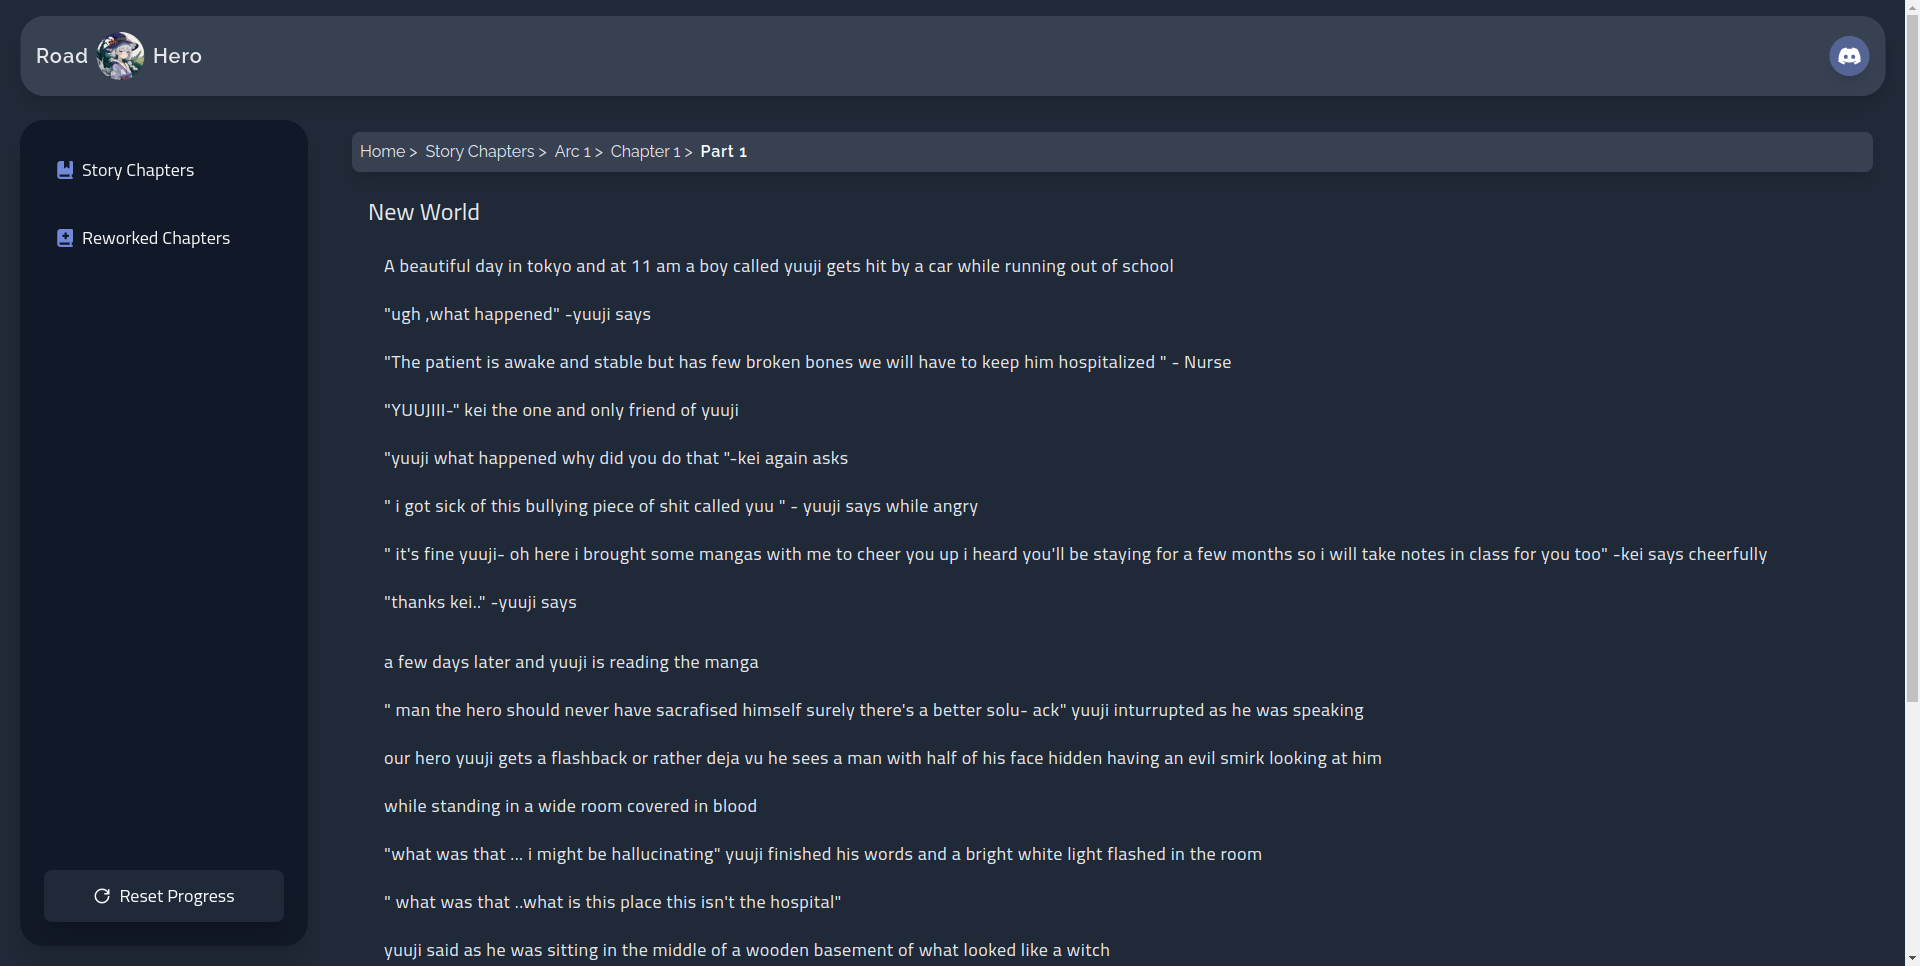 Road Hero
Story Chapters
Reworked Chapters
Reset Progress
Home > Story Chapters > Arc 1 > Chapter 1 > Part 1
New World
A beautiful day in tokyo and at 11 am a boy called yuuji gets hit by a car while running out of school
"ugh ,what happened" -yuuji says
"The patient is awake and stable but has few broken bones we will have to keep him hospitalized " - Nurse
"YUUJIII-" kei the one and only friend of yuuji
"yuuji what happened why did you do that "-kei again asks
" i got sick of this bullying piece of shit called yuu " - yuuji says while angry
" it's fine yuuji- oh here i brought some mangas with me to cheer you up i heard you'll be staying for a few months so i will take notes in class for you too" -kei says cheerfully
"thanks kei.." -yuuji says
a few days later and yuuji is reading the manga
" man the hero should never have sacrafised himself surely there's a better solu- ack" yuuji inturrupted as he was speaking
our hero yuuji gets a flashback or rather deja vu he sees a man with half of his face hidden having an evil smirk looking at him
while standing in a wide room covered in blood
"what was that ... i might be hallucinating" yuuji finished his words and a bright white light flashed in the room
" what was that ..what is this place this isn't the hospital"
yuuji said as he was sitting in the middle of a wooden basement of what looked like a witch